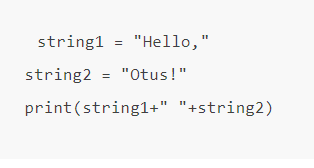 string1 = "Hello,"
string2 = "Otus!"
print(string1+" "+string2)